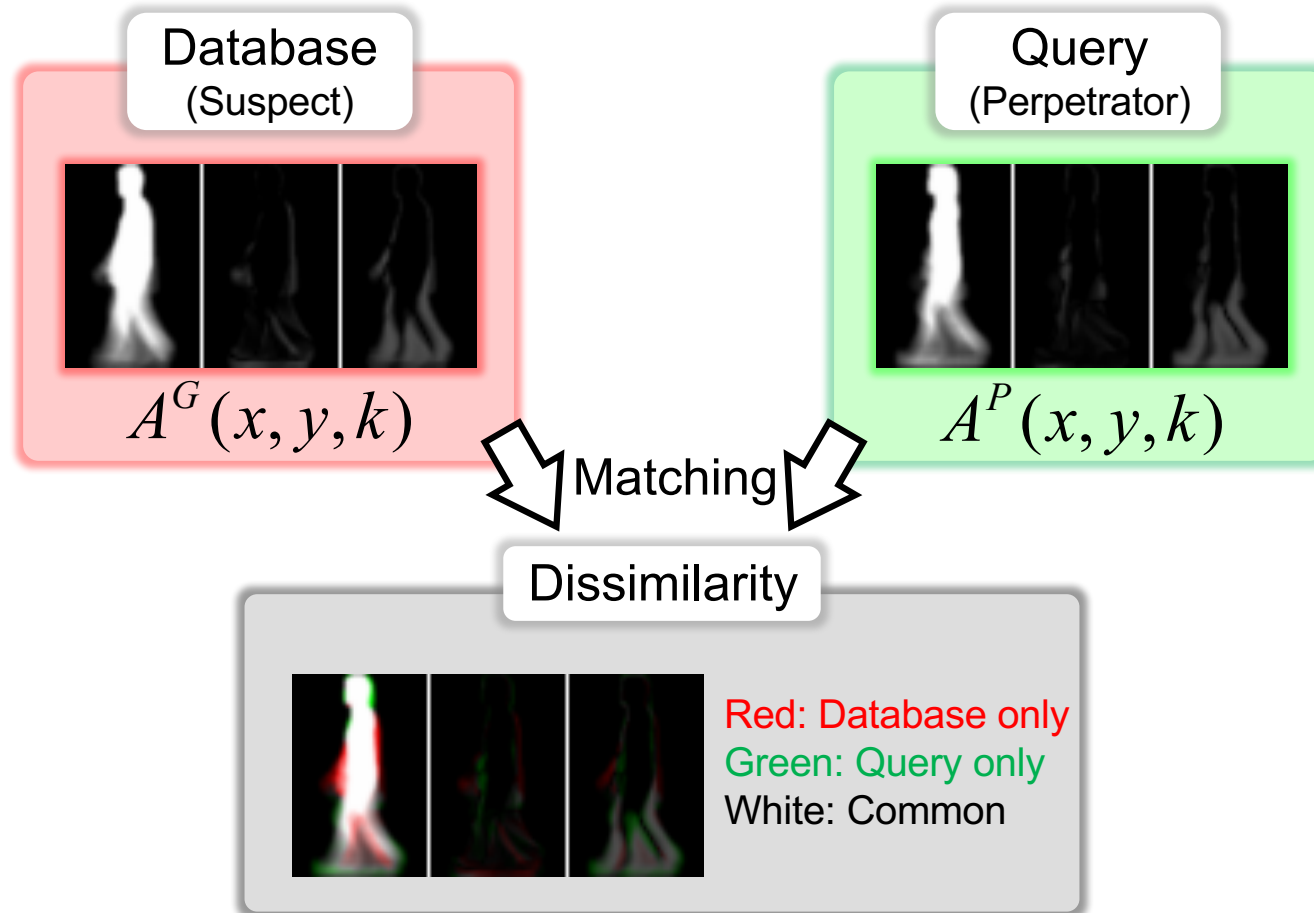 Database
(Suspect)
A^G(x, y, k)
Query
(Perpetrator)
A^P(x, y, k)
Matching
Dissimilarity
Red: Database only
Green: Query only
White: Common